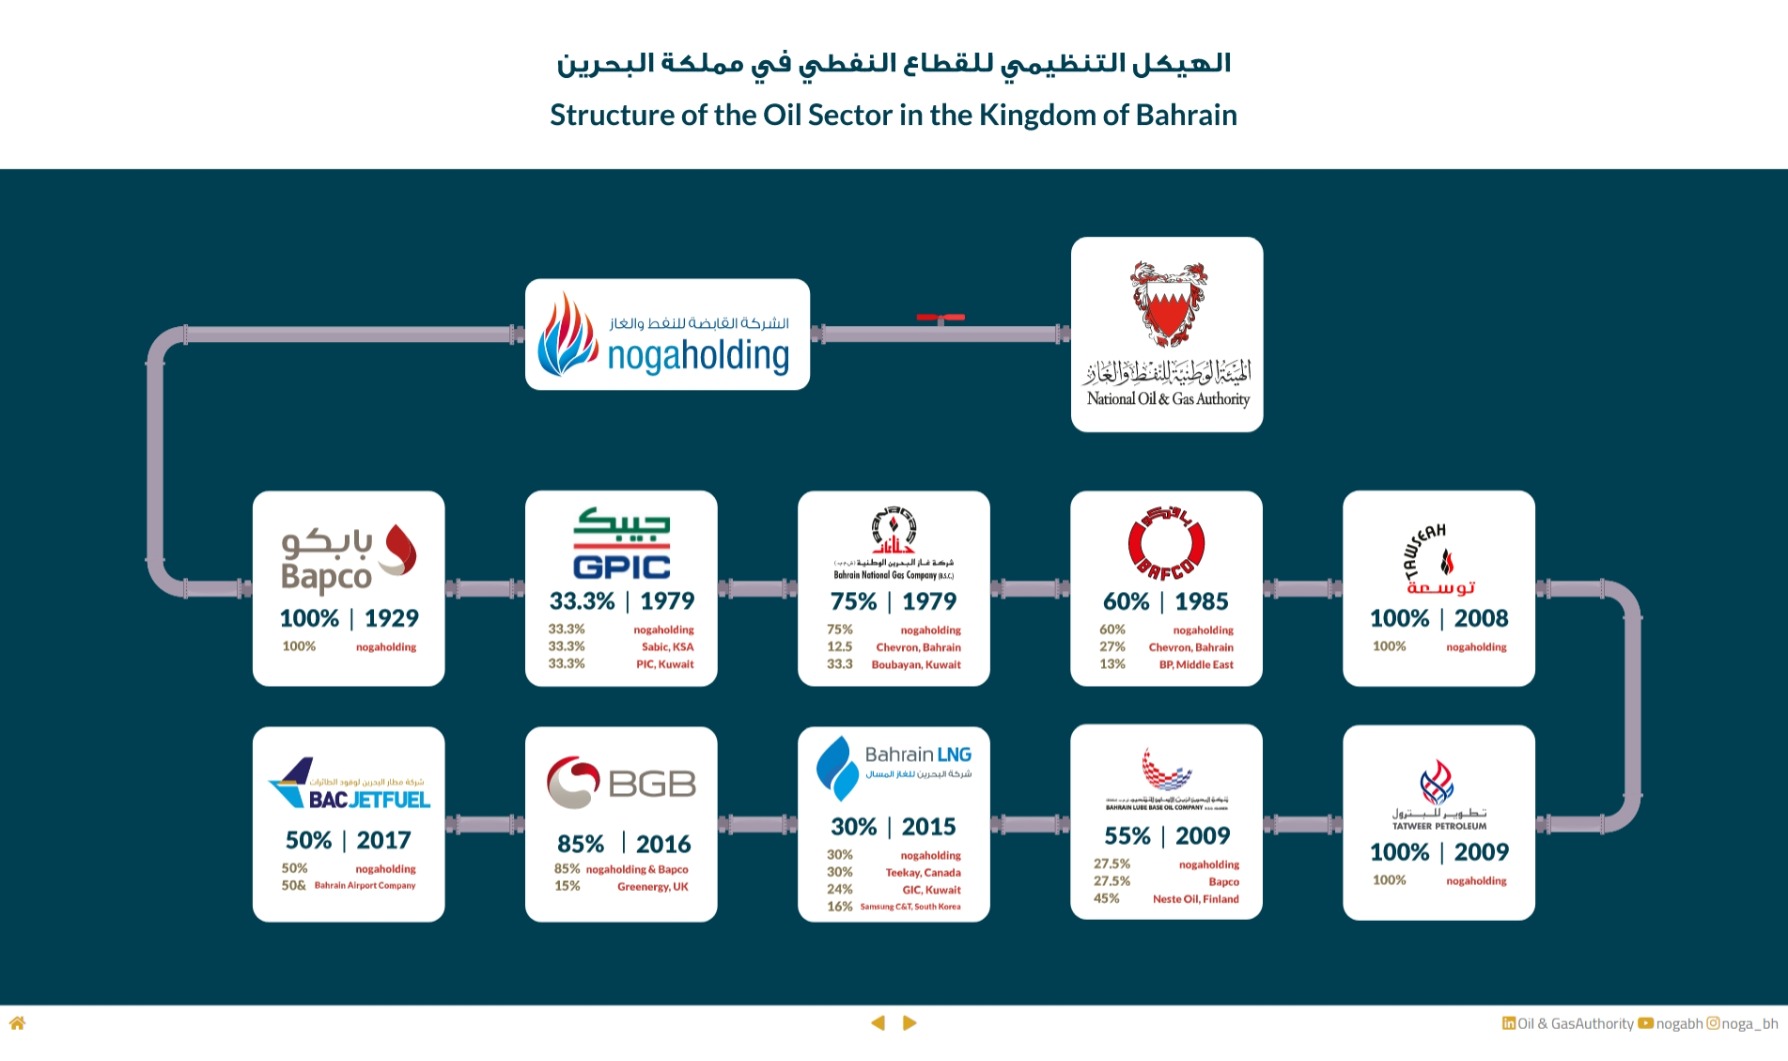 الهيكل التنظيمي للقطاع النفطي في مملكة البحرين
Structure of the Oil Sector in the Kingdom of Bahrain
الشركة القابضة للنفط والغاز
nogaholding
الهيئة الوطنية للنفط والغاز
National Oil & Gas Authority
بابكو
Bapco
100% | 1929
100% nogaholding
جيبك
GPIC
33.3% | 1979
33.3% nogaholding
33.3% Sabic, KSA
33.3% PIC, Kuwait
BANAGAS
بناغاز
شركة غاز البحرين الوطنية (ش.م.ب)
Bahrain National Gas Company (B.S.C.)
75% | 1979
75% nogaholding
12.5 Chevron, Bahrain
33.3 Boubayan, Kuwait
بافكو
BAFCO
60% | 1985
60% nogaholding
27% Chevron, Bahrain
13% BP, Middle East
TAWSEAH
توسعة
100% | 2008
100% nogaholding
شركة مطار البحرين لوقود الطائرات
BAC JETFUEL
50% | 2017
50% nogaholding
50& Bahrain Airport Company
BGB
85% | 2016
85% nogaholding & Bapco
15% Greenergy, UK
Bahrain LNG
شركة البحرين للغاز المسال
30% | 2015
30% nogaholding
30% Teekay, Canada
24% GIC, Kuwait
16% Samsung C&T, South Korea
BAHRAIN LUBE BASE OIL COMPANY
55% | 2009
27.5% nogaholding
27.5% Bapco
45% Neste Oil, Finland
تطوير للبترول
TATWEER PETROLEUM
100% | 2009
100% nogaholding
Oil & GasAuthority nogabh noga_bh